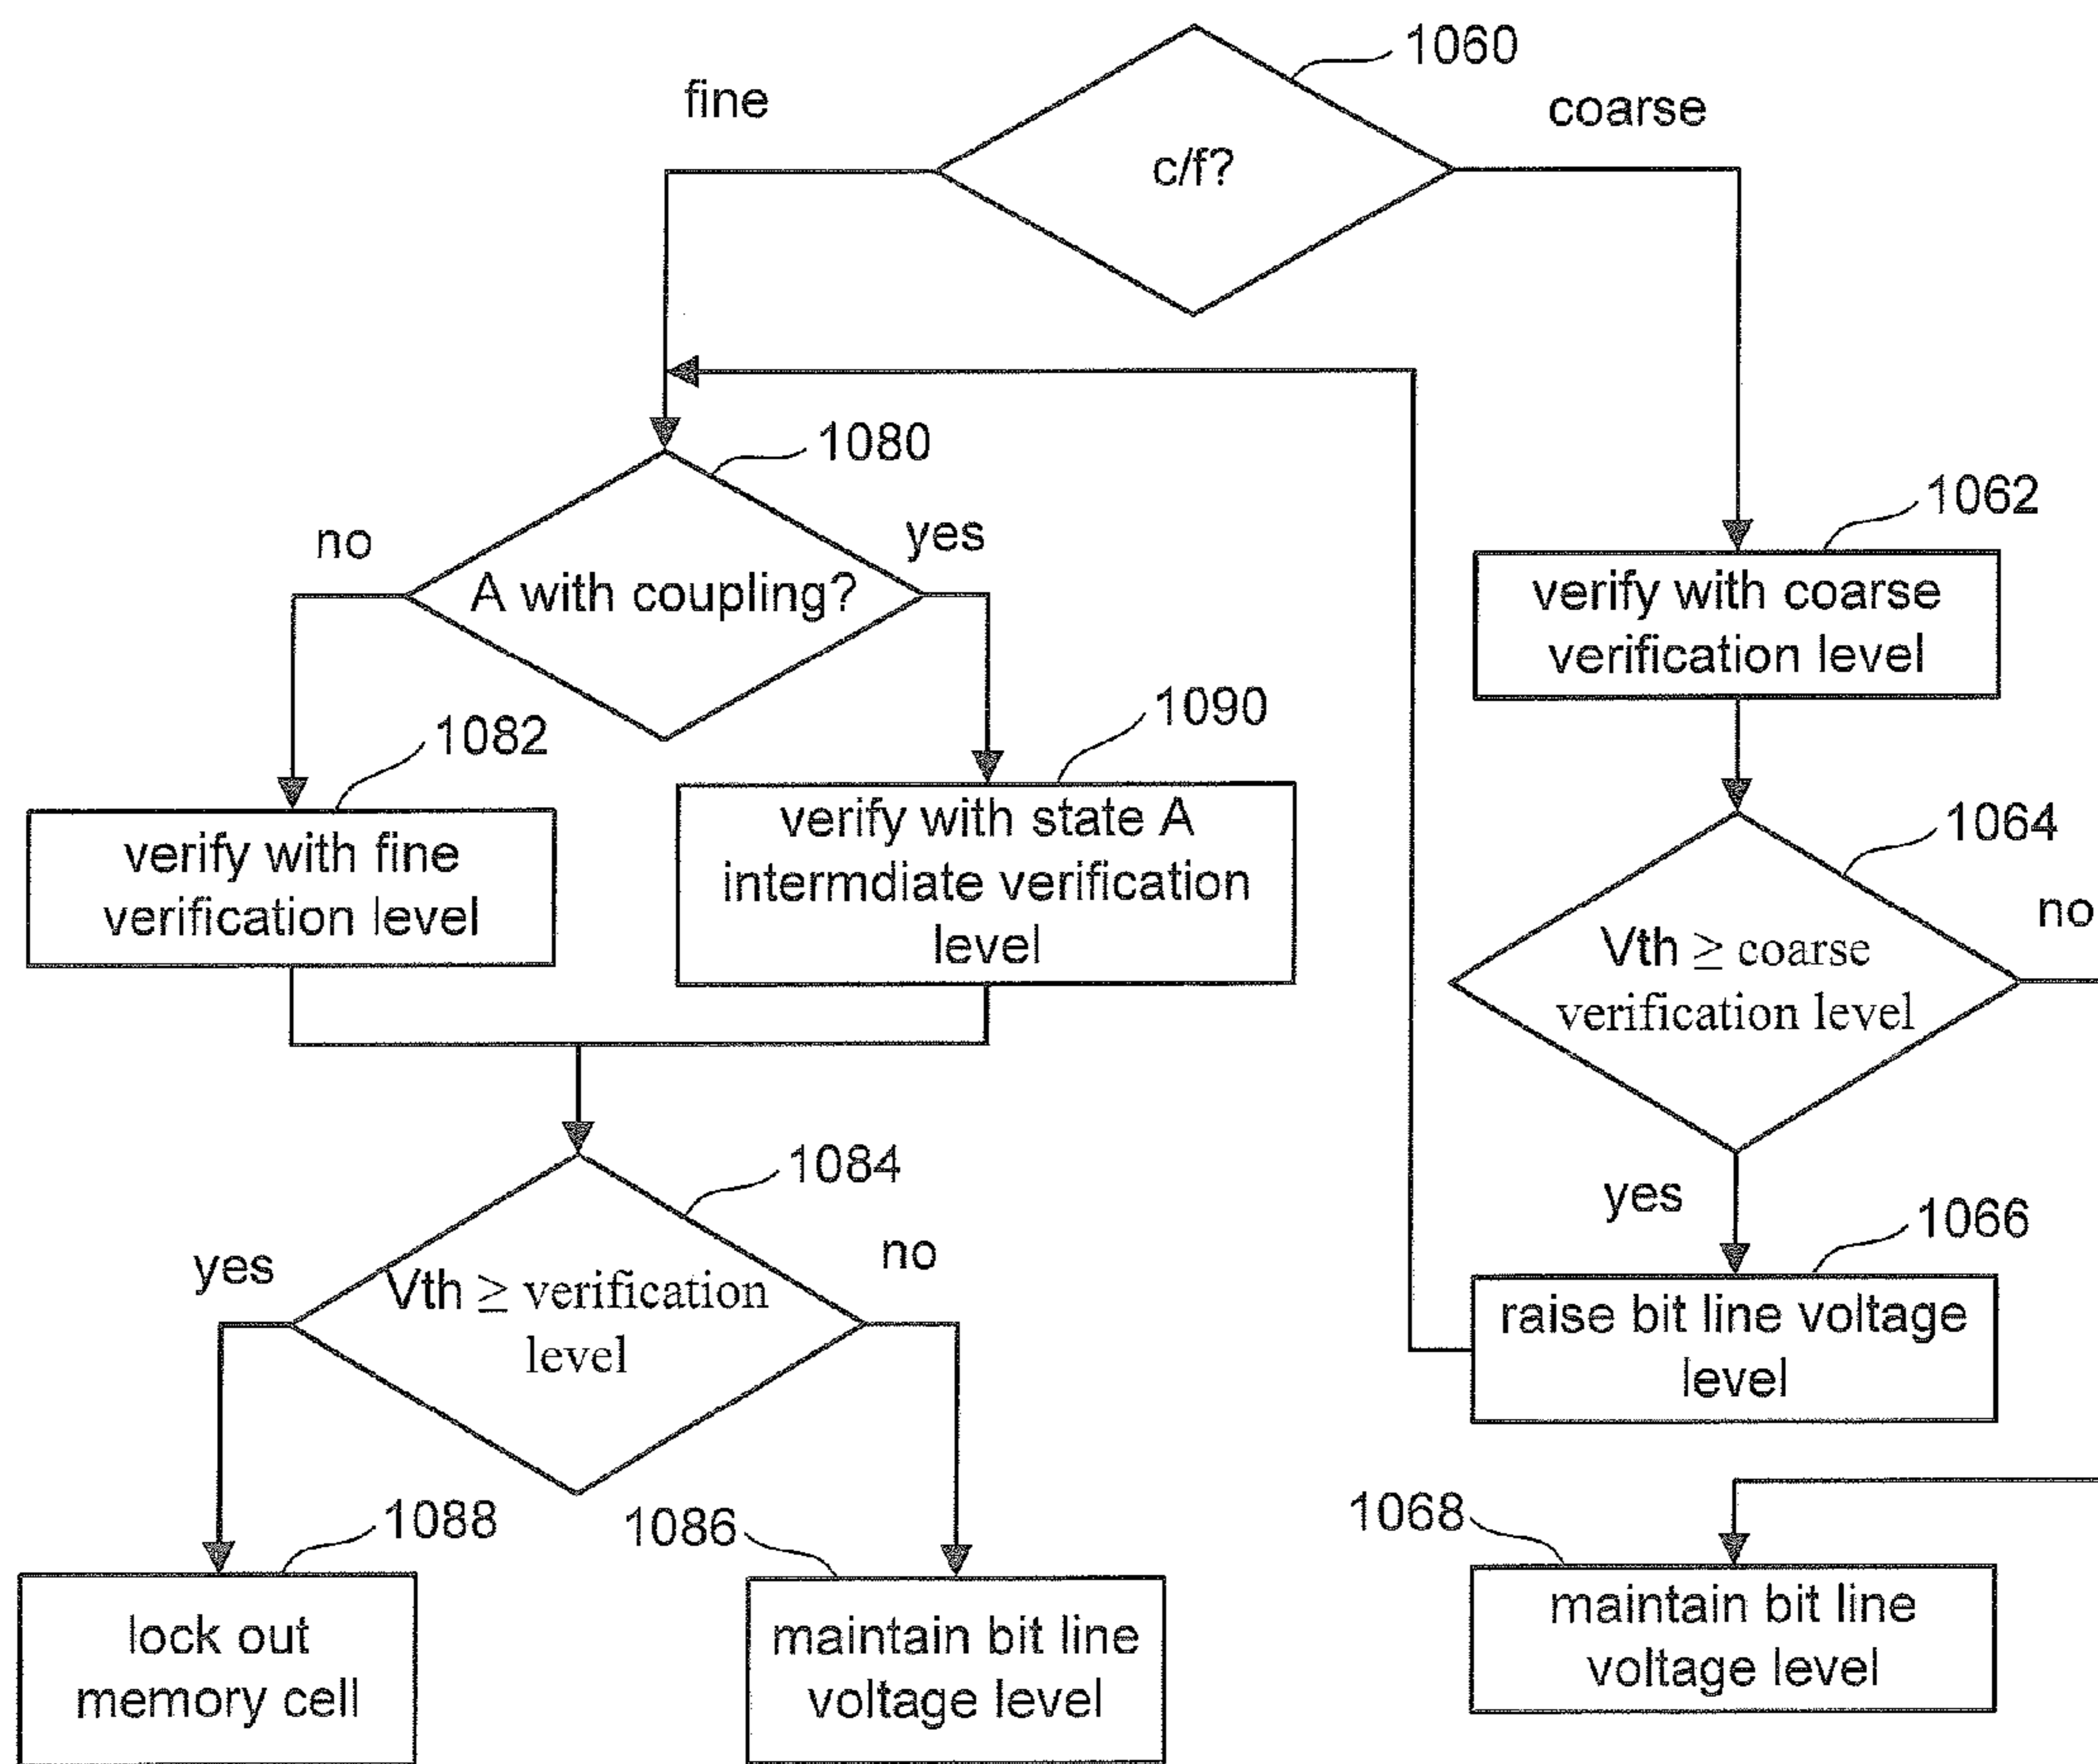 1060
fine
coarse
c/f?
1080
no
yes
A with coupling?
1062
verify with coarse
verification level
1082
verify with fine
verification level
1090
verify with state A
intermdiate verification
level
1064
no
Vth ≥ coarse
verification level
yes
1084
yes
no
Vth ≥ verification
level
1066
raise bit line voltage
level
1088
lock out
memory cell
1086
maintain bit line
voltage level
1068
maintain bit line
voltage level